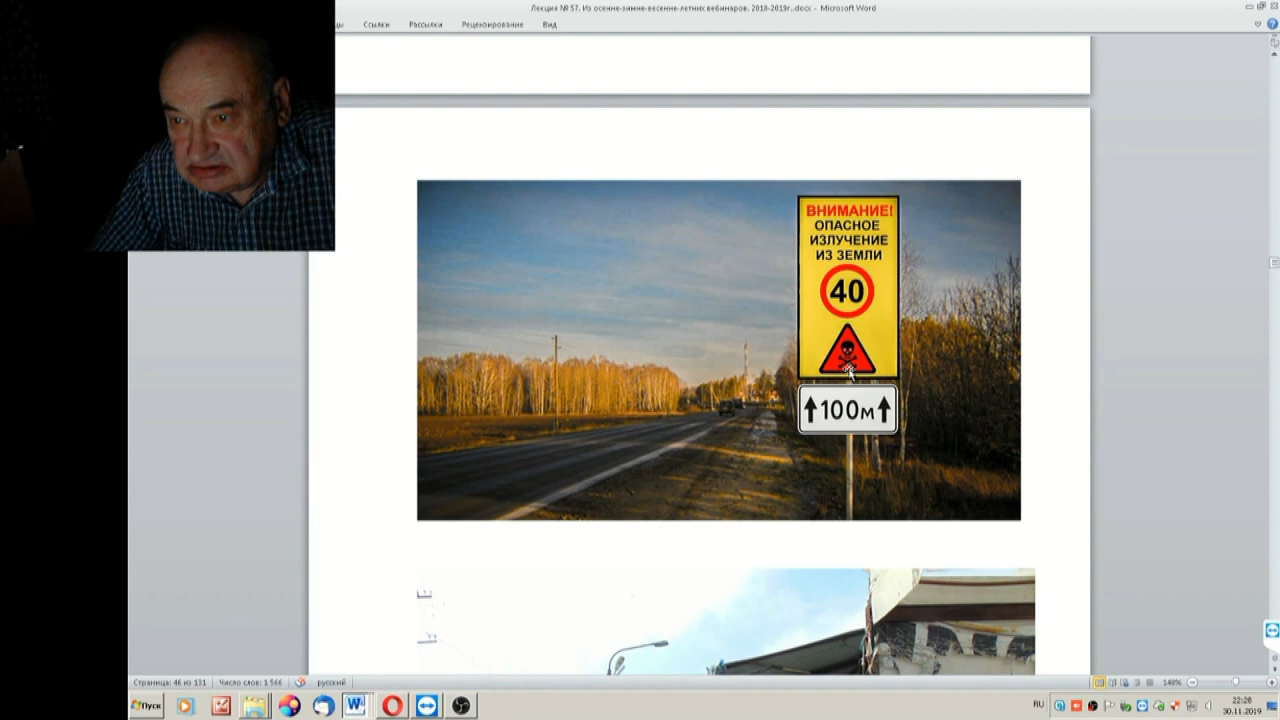 Лекция № 57. Из осенне-зимне-весенне-летних вебинаров. 2018-2019г..docx - Microsoft Word
Ссылки Рассылки Рецензирование Вид
ВНИМАНИЕ!
ОПАСНОЕ
ИЗЛУЧЕНИЕ
ИЗ ЗЕМЛИ
40
100м
Страница: 46 из 131 Число слов: 1 566 русский 140%
Пуск RU 22:28
30.11.2019